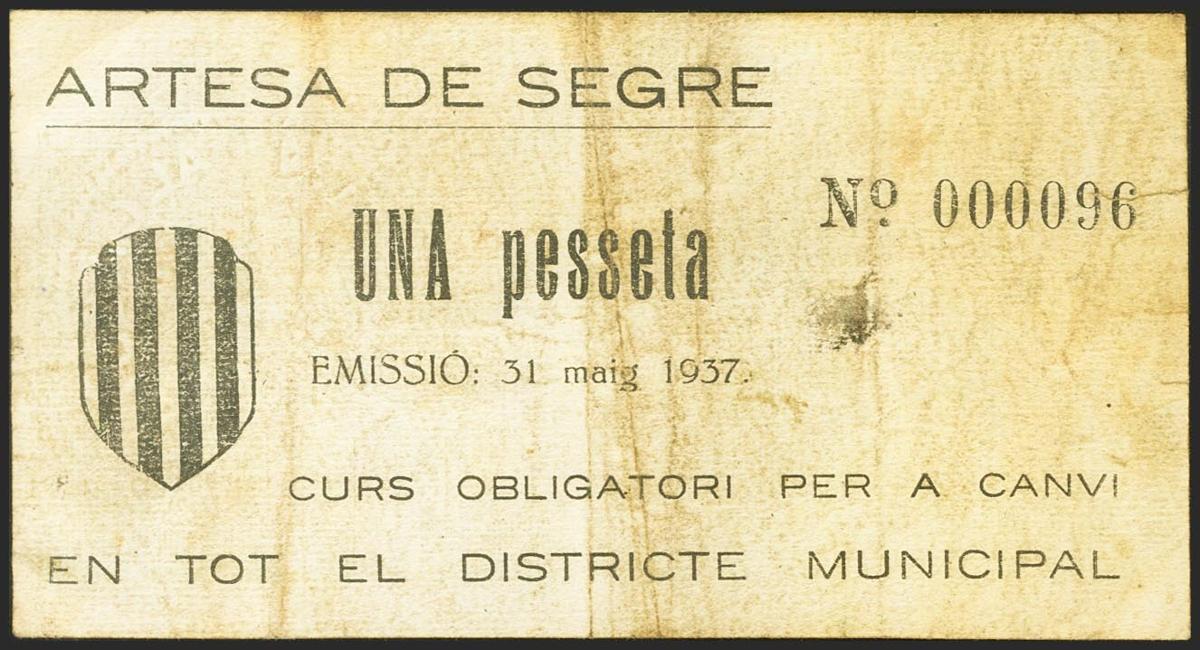 ARTESA DE SEGRE
Nº 000096
UNA pesseta
EMISSIÓ: 31 maig 1937.
CURS OBLIGATORI PER A CANVI
EN TOT EL DISTRICTE MUNICIPAL